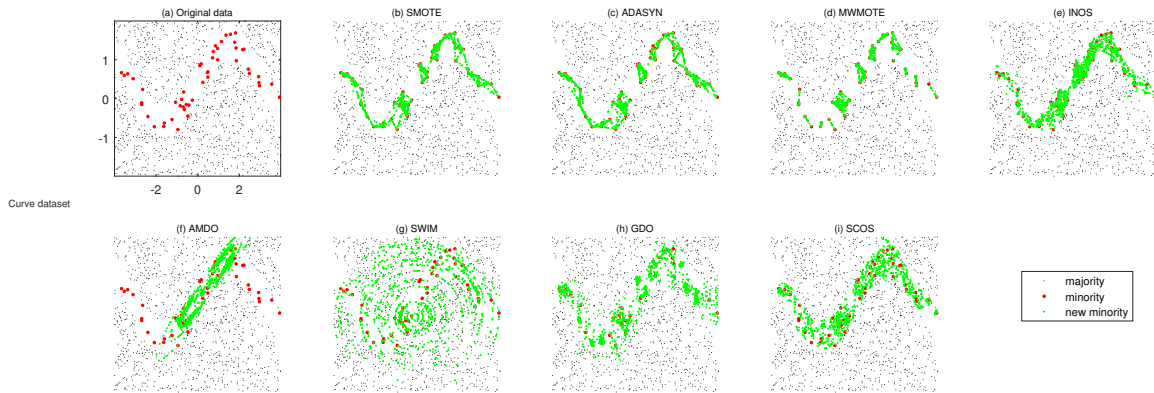 (a) Original data
(b) SMOTE
(c) ADASYN
(d) MWMOTE
(e) INOS
1
0
-1
-2
0
2
Curve dataset
(f) AMDO
(g) SWIM
(h) GDO
(i) SCOS
majority
minority
new minority